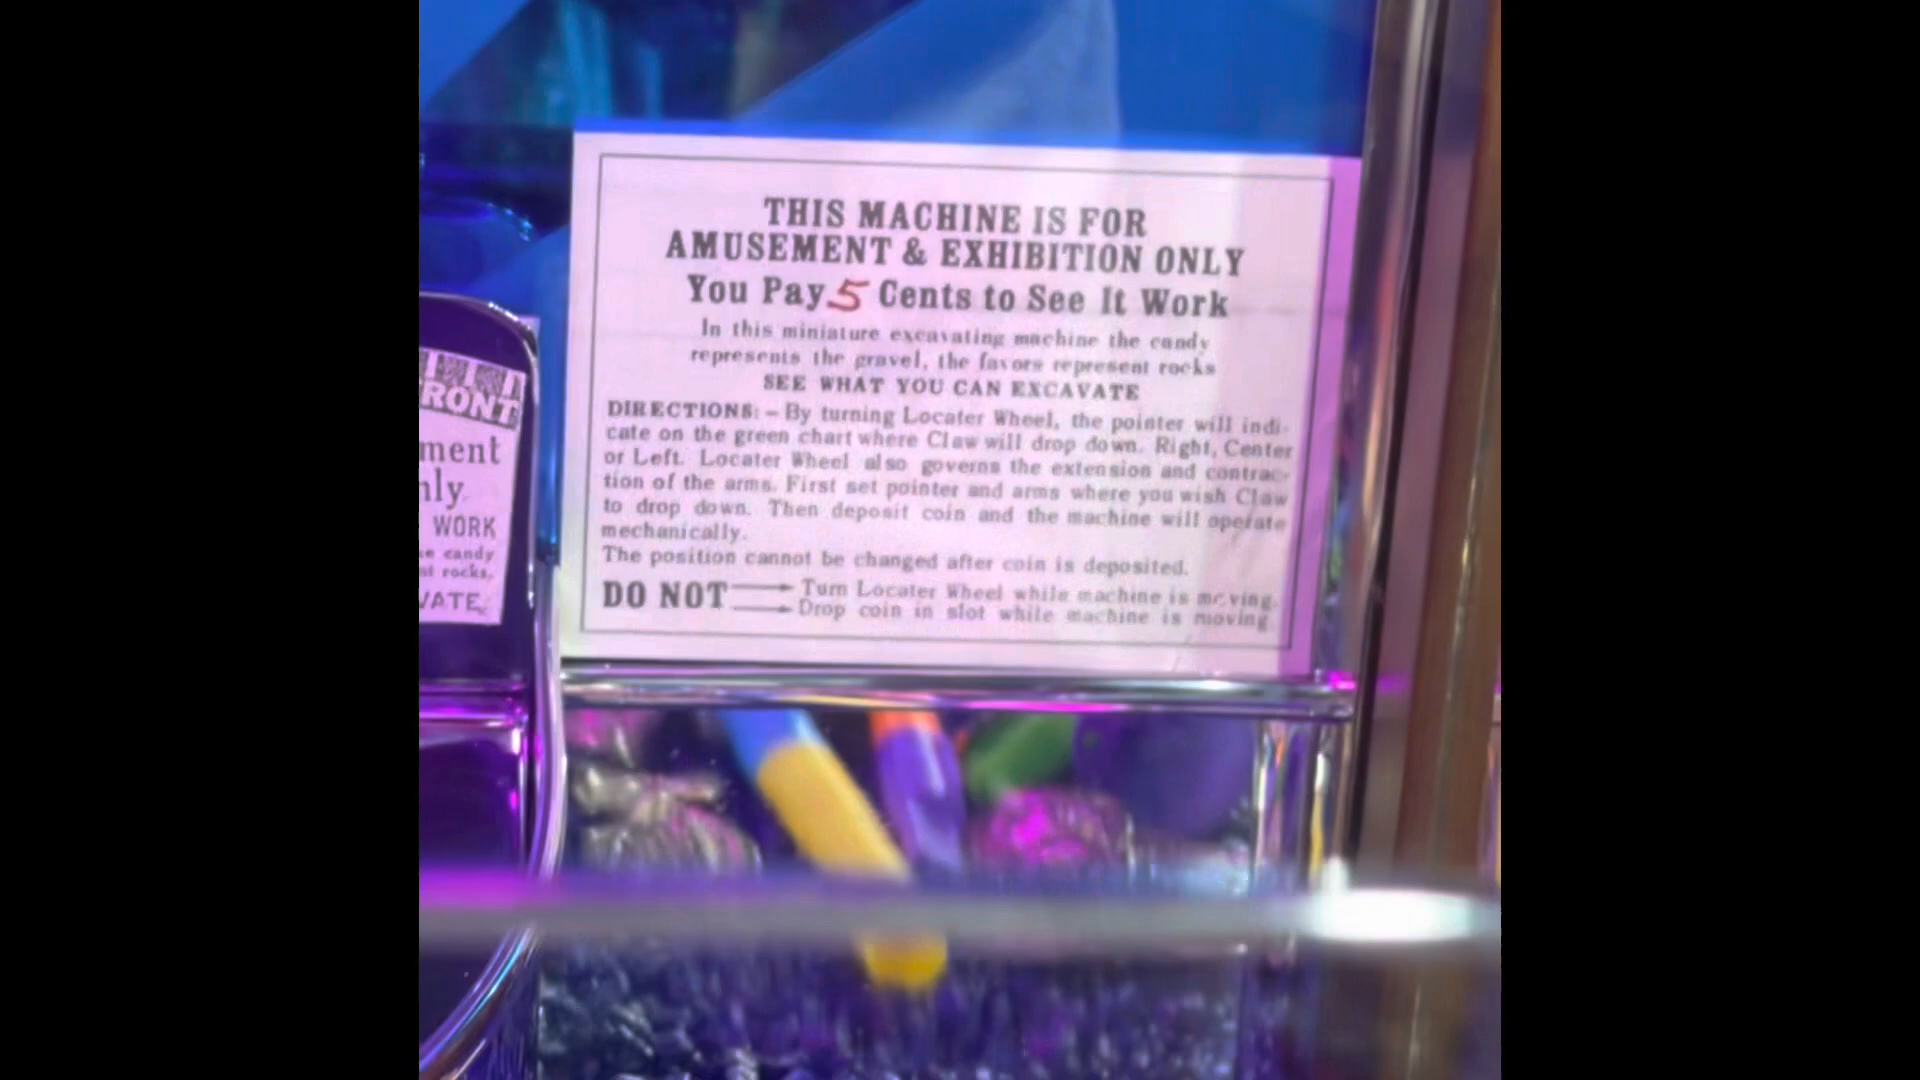 THIS MACHINE IS FOR
AMUSEMENT & EXHIBITION ONLY
You Pay 5 Cents to See It Work
In this miniature excavating machine the candy
represents the gravel, the favors represent rocks
SEE WHAT YOU CAN EXCAVATE
DIRECTIONS:– By turning Locater Wheel, the pointer will indi-
cate on the green chart where Claw will drop down. Right, Center
or Left. Locater Wheel also governs the extension and contrac-
tion of the arms. First set pointer and arms where you wish Claw
to drop down. Then deposit coin and the machine will operate
mechanically.
The position cannot be changed after coin is deposited.
DO NOT Turn Locater Wheel while machine is moving.
Drop coin in slot while machine is moving
RONT
ment
nly
WORK
e candy
st rocks,
VATE